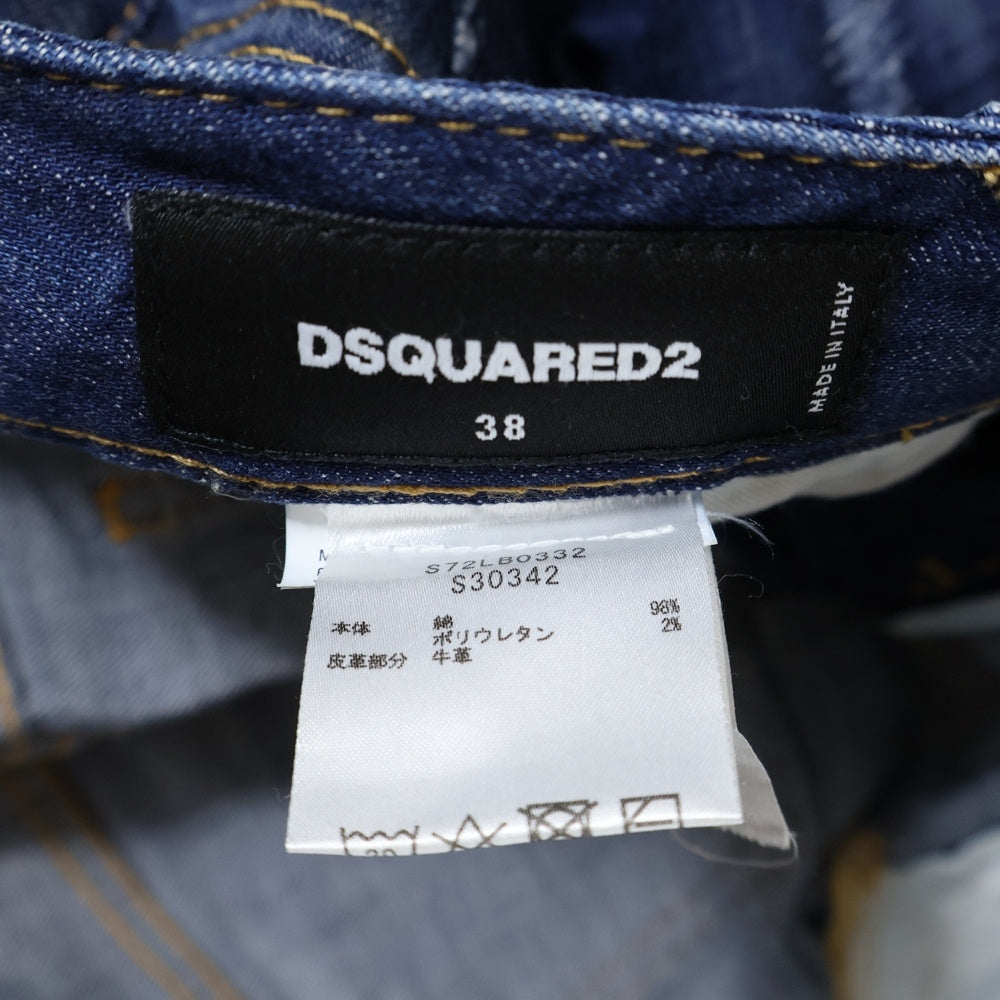 DSQUARED2
38
MADE IN ITALY
S72LB0332
S30342
本体 綿 98%
ポリウレタン 2%
皮革部分 牛革
30